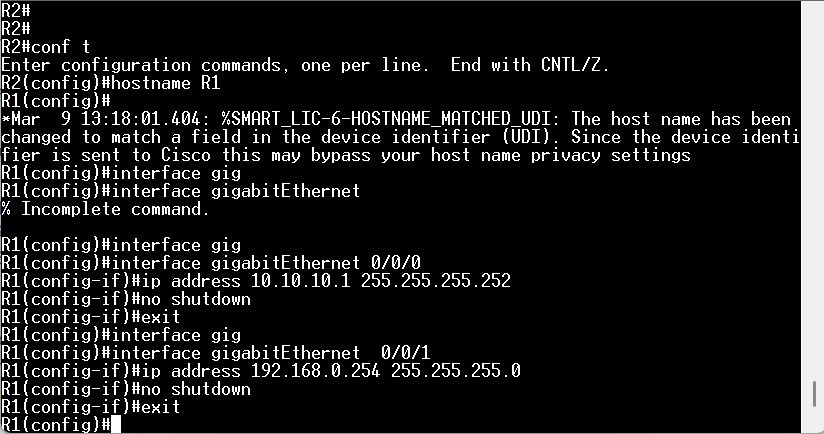 R2#
R2#
R2#conf t
Enter configuration commands, one per line.  End with CNTL/Z.
R2(config)#hostname R1
R1(config)#
*Mar  9 13:18:01.404: %SMART_LIC-6-HOSTNAME_MATCHED_UDI: The host name has been
changed to match a field in the device identifier (UDI). Since the device identi
fier is sent to Cisco this may bypass your host name privacy settings
R1(config)#interface gig
R1(config)#interface gigabitEthernet
% Incomplete command.
R1(config)#interface gig
R1(config)#interface gigabitEthernet 0/0/0
R1(config-if)#ip address 10.10.10.1 255.255.255.252
R1(config-if)#no shutdown
R1(config-if)#exit
R1(config)#interface gig
R1(config)#interface gigabitEthernet  0/0/1
R1(config-if)#ip address 192.168.0.254 255.255.255.0
R1(config-if)#no shutdown
R1(config-if)#exit
R1(config)#